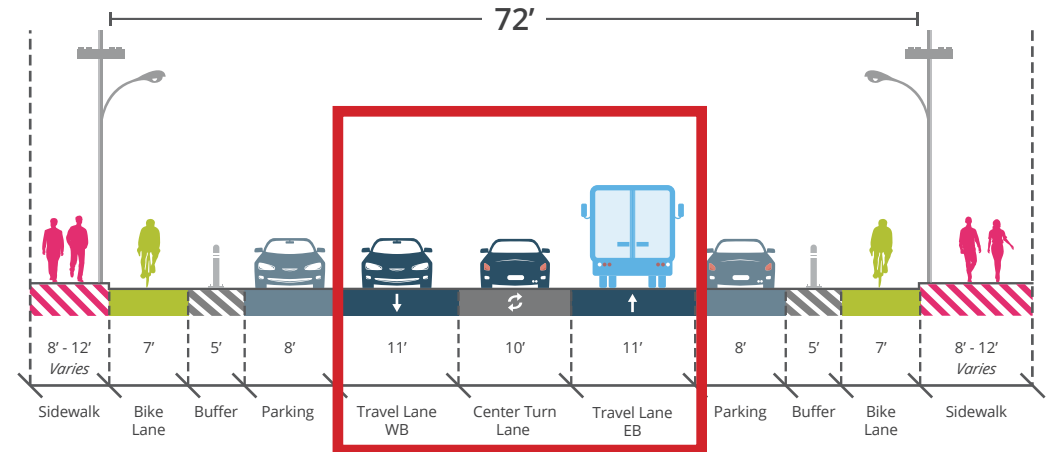 72’
8’ - 12’ 7’ 5’ 8’ 11’ 10’ 11’ 8’ 5’ 7’ 8’ - 12’
Varies Varies
Sidewalk Bike Buffer Parking Travel Lane Center Turn Travel Lane Parking Buffer Bike Sidewalk
Lane WB Lane EB Lane